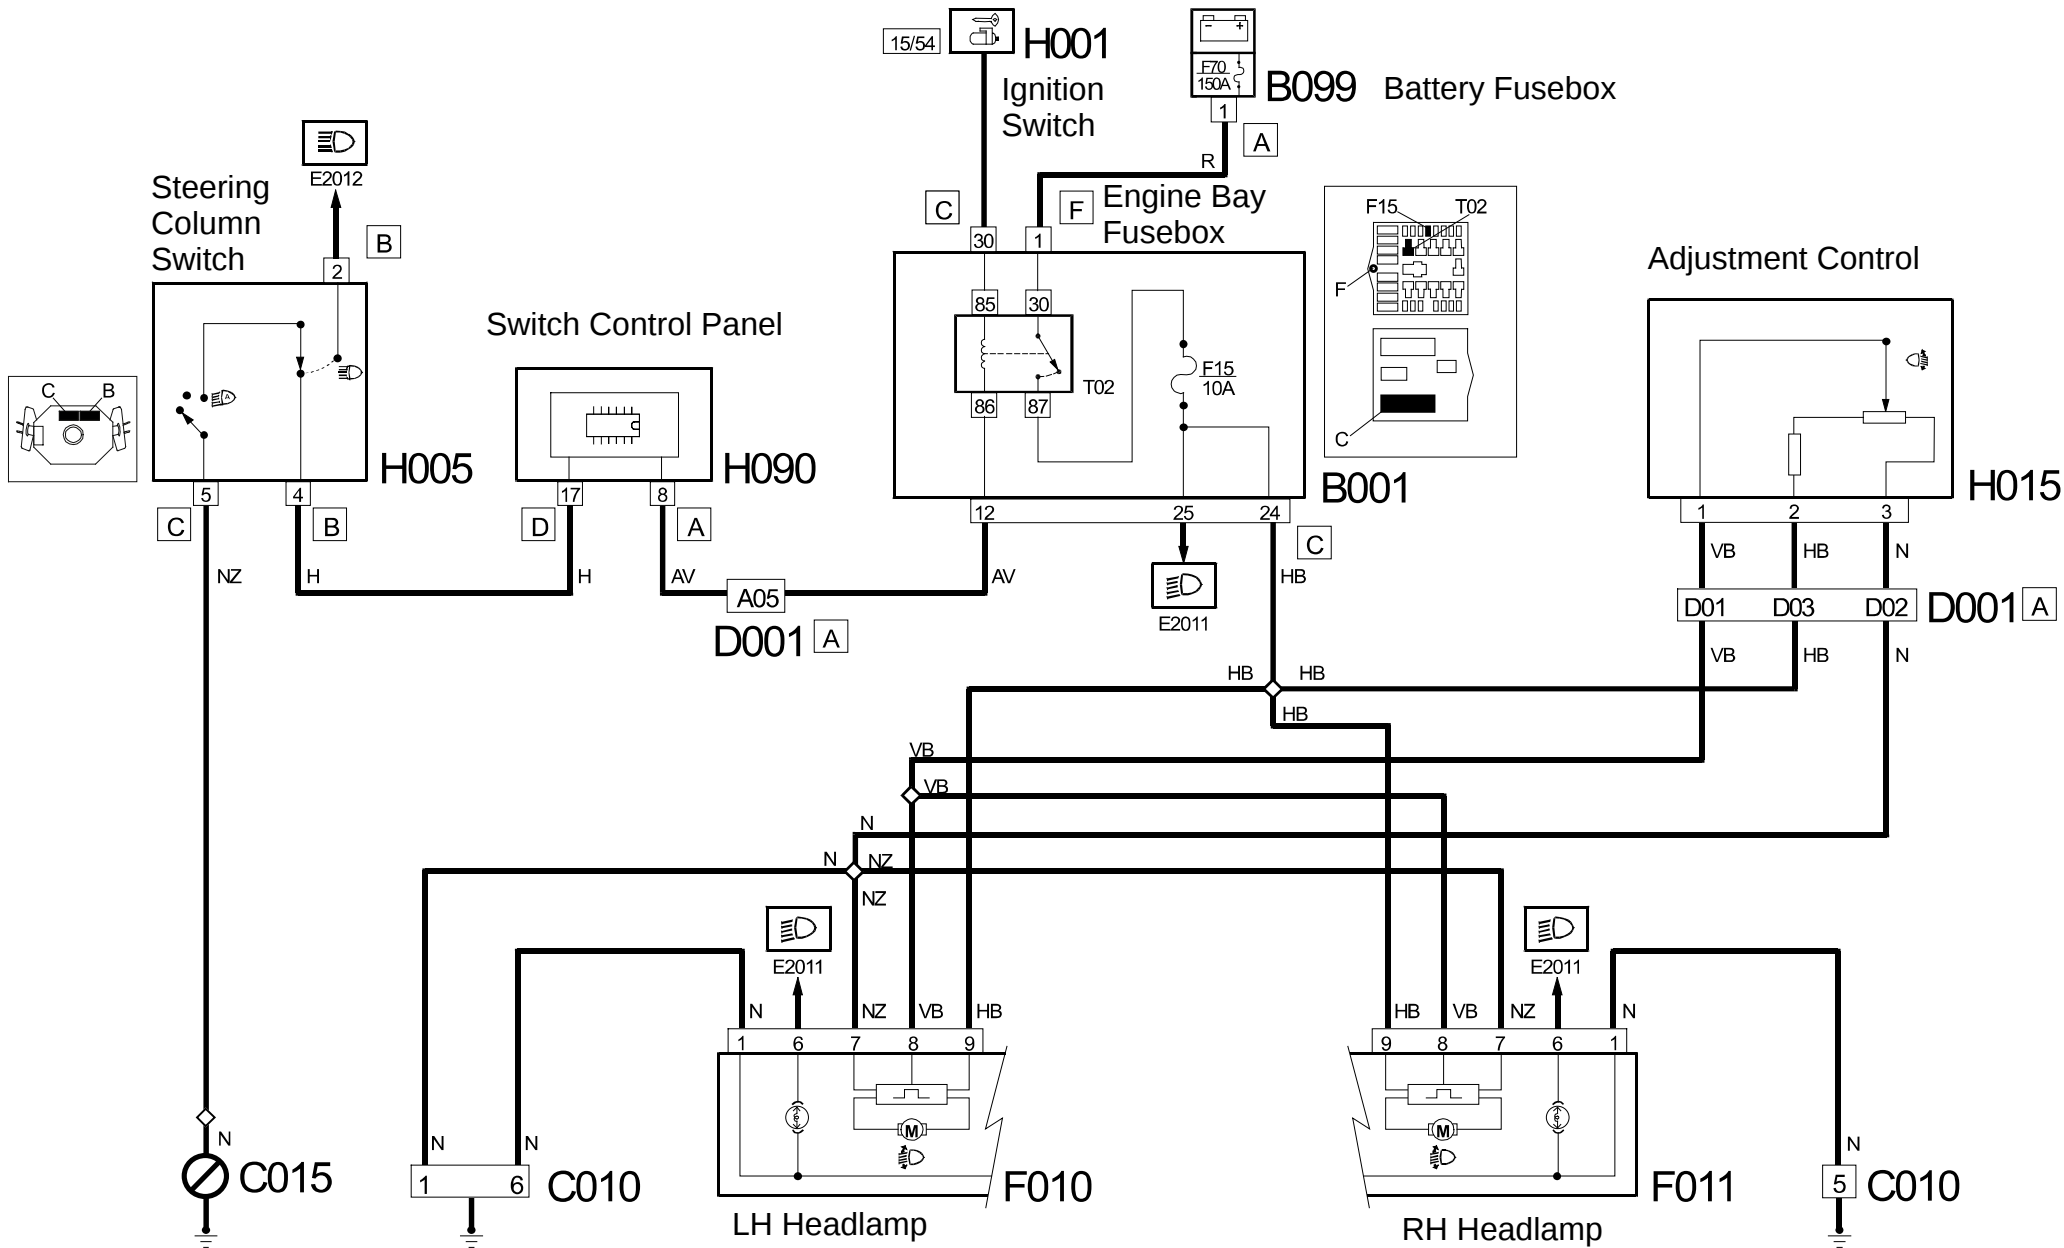 15/54
H001
Ignition
Switch
- +
F70
150A
B099
Battery Fusebox
1
A
R
E2012
Steering
Column
Switch
B
2
C
F
Engine Bay
Fusebox
30
1
F15
T02
F
C
Adjustment Control
Switch Control Panel
85
30
T02
86
87
F15
10A
C
B
A
H005
H090
B001
H015
5
4
17
8
12
25
24
1
2
3
C
B
D
A
C
VB
HB
N
NZ
H
H
AV
A05
AV
HB
E2011
D001
A
D01
D03
D02
D001
A
VB
HB
N
HB
HB
HB
VB
VB
N
N
NZ
NZ
E2011
E2011
N
NZ
VB
HB
HB
VB
NZ
N
1
6
7
8
9
9
8
7
6
1
M
M
N
N
N
N
C015
1
6
C010
F010
F011
5
C010
LH Headlamp
RH Headlamp